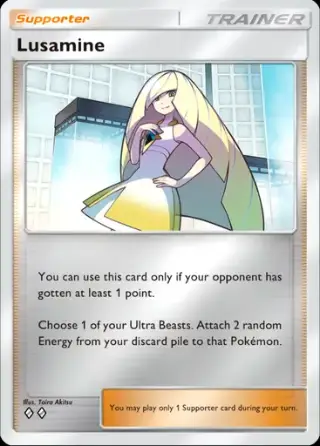 Supporter
TRAINER
Lusamine
You can use this card only if your opponent has
gotten at least 1 point.
Choose 1 of your Ultra Beasts. Attach 2 random
Energy from your discard pile to that Pokémon.
Illus. Taira Akitsu
You may play only 1 Supporter card during your turn.